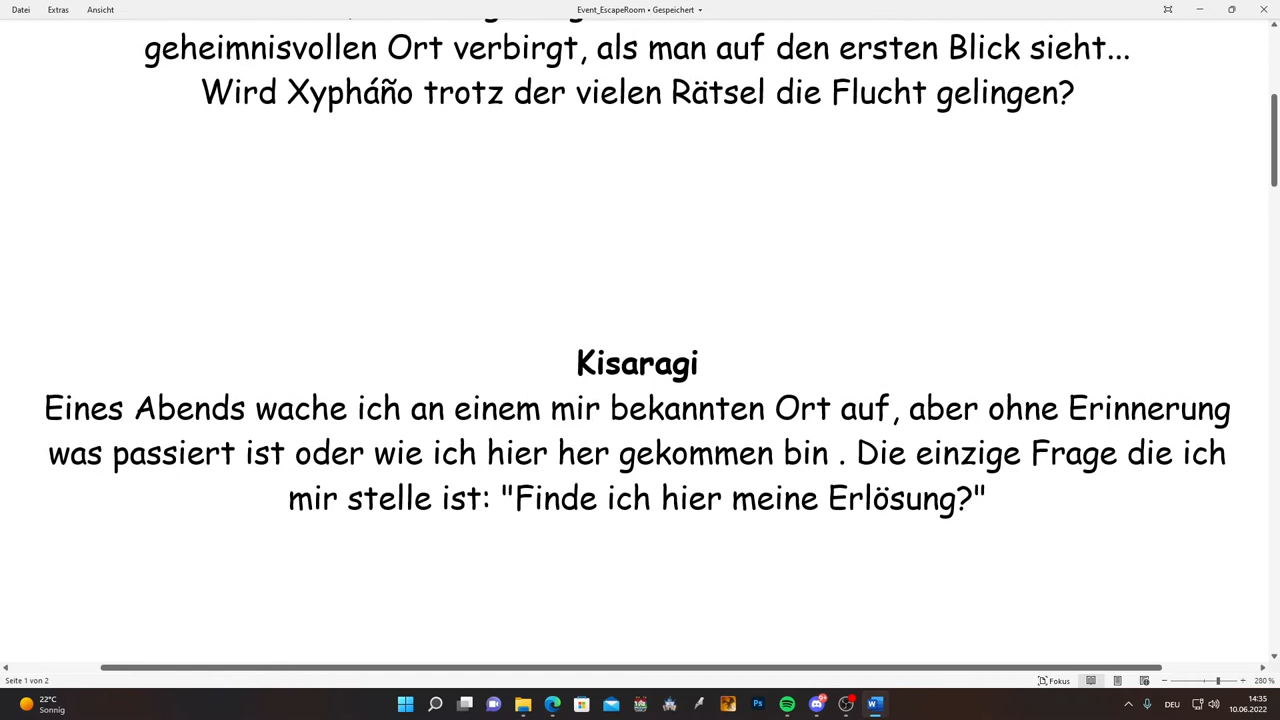 Datei Extras Ansicht Event_EscapeRoom • Gespeichert
geheimnisvollen Ort verbirgt, als man auf den ersten Blick sieht...
Wird Xypháño trotz der vielen Rätsel die Flucht gelingen?
Kisaragi
Eines Abends wache ich an einem mir bekannten Ort auf, aber ohne Erinnerung
was passiert ist oder wie ich hier her gekommen bin . Die einzige Frage die ich
mir stelle ist: "Finde ich hier meine Erlösung?"
Seite 1 von 2 Fokus 280 %
22°C 14:35
Sonnig DEU 10.06.2022